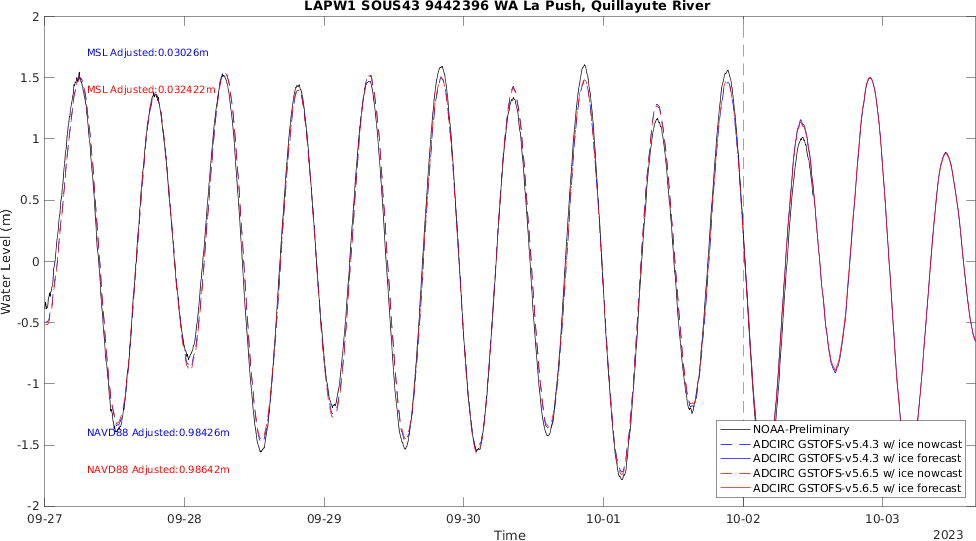 LAPW1 SOUS43 9442396 WA La Push, Quillayute River
2
1.5
1
0.5
0
-0.5
-1
-1.5
-2
Water Level (m)
MSL Adjusted:0.03026m
MSL Adjusted:0.032422m
NAVD88 Adjusted:0.98426m
NAVD88 Adjusted:0.98642m
NOAA-Preliminary
ADCIRC GSTOFS-v5.4.3 w/ ice nowcast
ADCIRC GSTOFS-v5.4.3 w/ ice forecast
ADCIRC GSTOFS-v5.6.5 w/ ice nowcast
ADCIRC GSTOFS-v5.6.5 w/ ice forecast
09-27 09-28 09-29 09-30 10-01 10-02 10-03
Time
2023